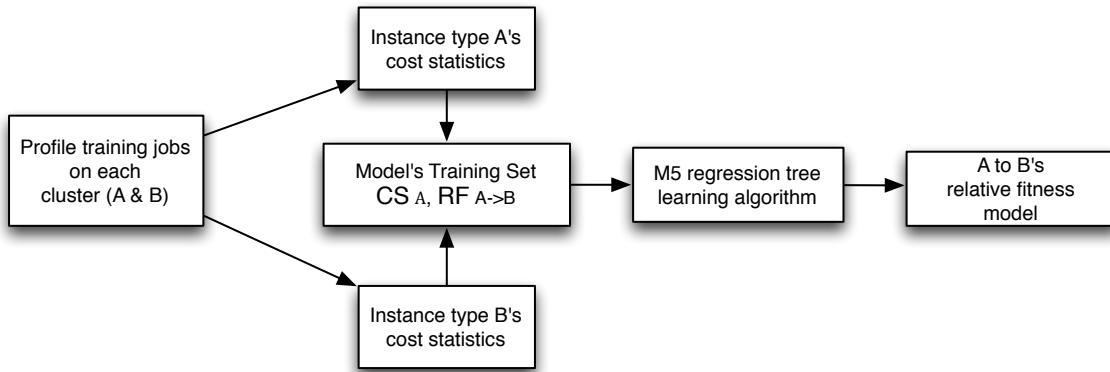 Instance type A's
cost statistics
Profile training jobs
on each
cluster (A & B)
Model's Training Set
CS A, RF A->B
M5 regression tree
learning algorithm
A to B's
relative fitness
model
Instance type B's
cost statistics